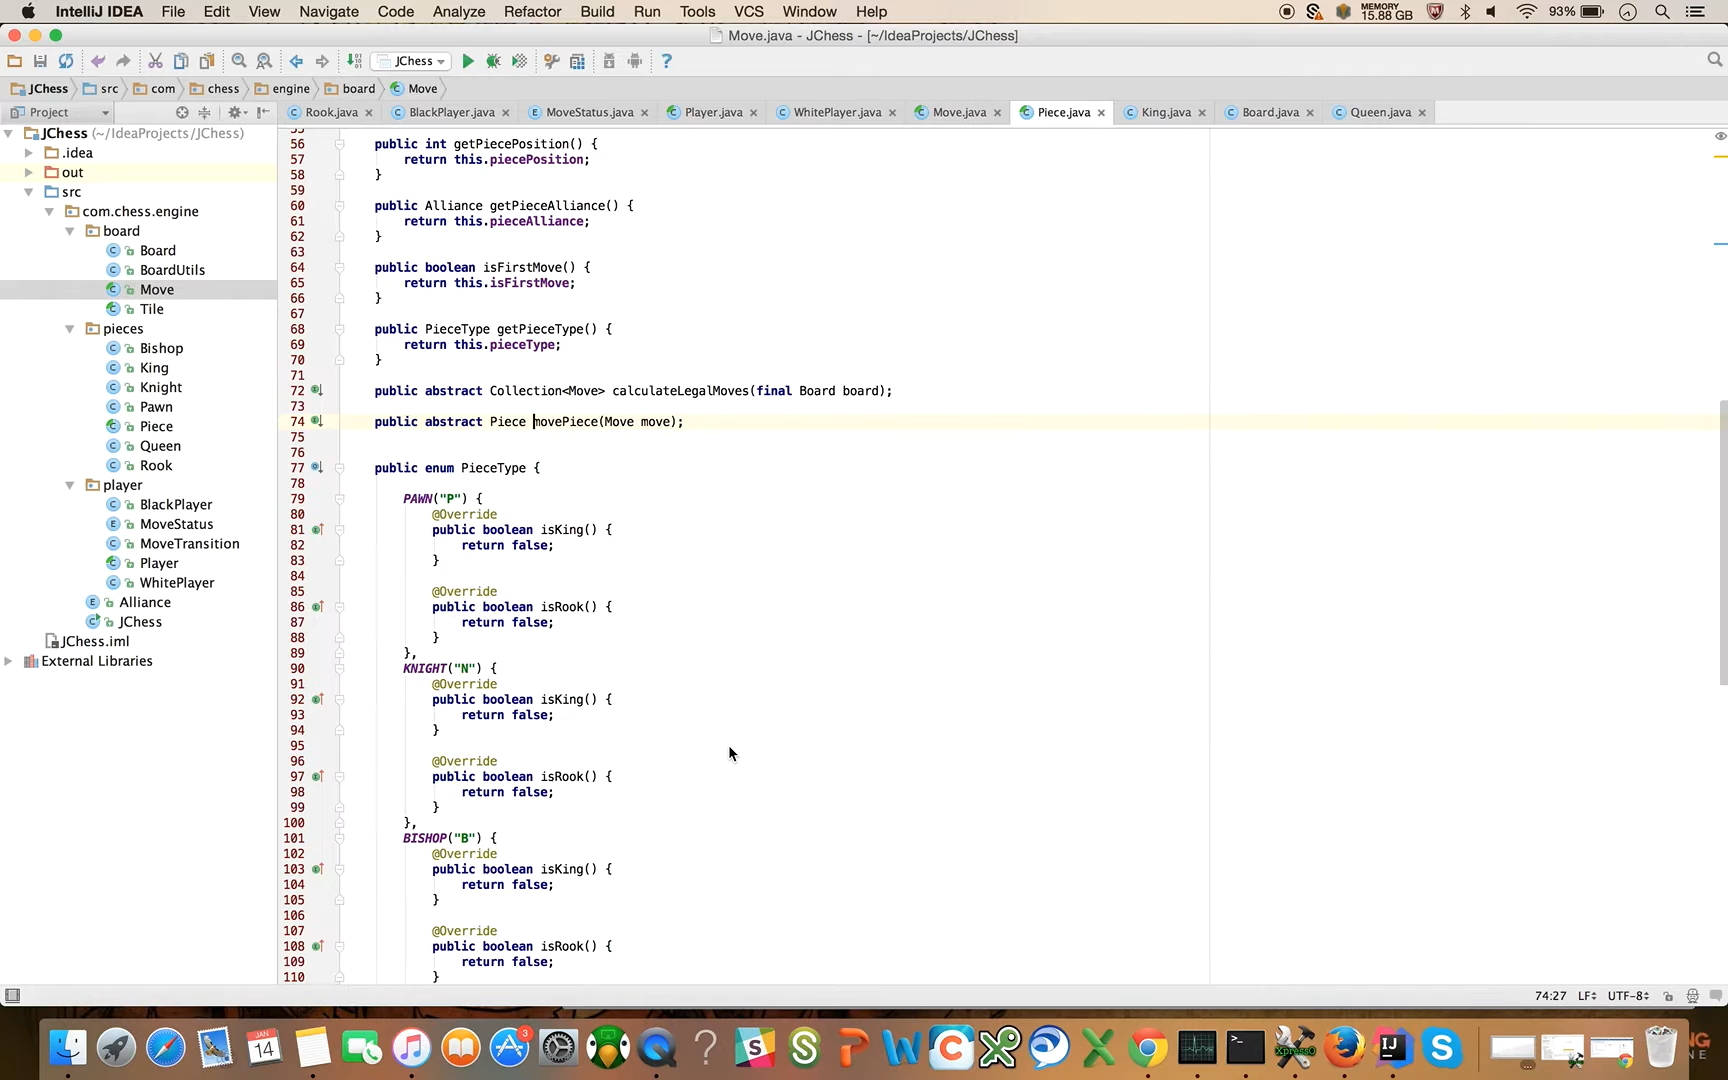 IntelliJ IDEA File Edit View Navigate Code Analyze Refactor Build Run Tools VCS Window Help MEMORY 15.88 GB 93%
Move.java - JChess - [~/IdeaProjects/JChess]
JChess
JChess src com chess engine board Move
Project Rook.java BlackPlayer.java MoveStatus.java Player.java WhitePlayer.java Move.java Piece.java King.java Board.java Queen.java
JChess (~/IdeaProjects/JChess)
.idea
out
src
com.chess.engine
board
Board
BoardUtils
Move
Tile
pieces
Bishop
King
Knight
Pawn
Piece
Queen
Rook
player
BlackPlayer
MoveStatus
MoveTransition
Player
WhitePlayer
Alliance
JChess
JChess.iml
External Libraries
55
56 public int getPiecePosition() {
57 return this.piecePosition;
58 }
59
60 public Alliance getPieceAlliance() {
61 return this.pieceAlliance;
62 }
63
64 public boolean isFirstMove() {
65 return this.isFirstMove;
66 }
67
68 public PieceType getPieceType() {
69 return this.pieceType;
70 }
71
72 public abstract Collection<Move> calculateLegalMoves(final Board board);
73
74 public abstract Piece movePiece(Move move);
75
76
77 public enum PieceType {
78
79 PAWN("P") {
80 @Override
81 public boolean isKing() {
82 return false;
83 }
84
85 @Override
86 public boolean isRook() {
87 return false;
88 }
89 },
90 KNIGHT("N") {
91 @Override
92 public boolean isKing() {
93 return false;
94 }
95
96 @Override
97 public boolean isRook() {
98 return false;
99 }
100 },
101 BISHOP("B") {
102 @Override
103 public boolean isKing() {
104 return false;
105 }
106
107 @Override
108 public boolean isRook() {
109 return false;
110 }
74:27 LF UTF-8
JAN
14
3
IJ